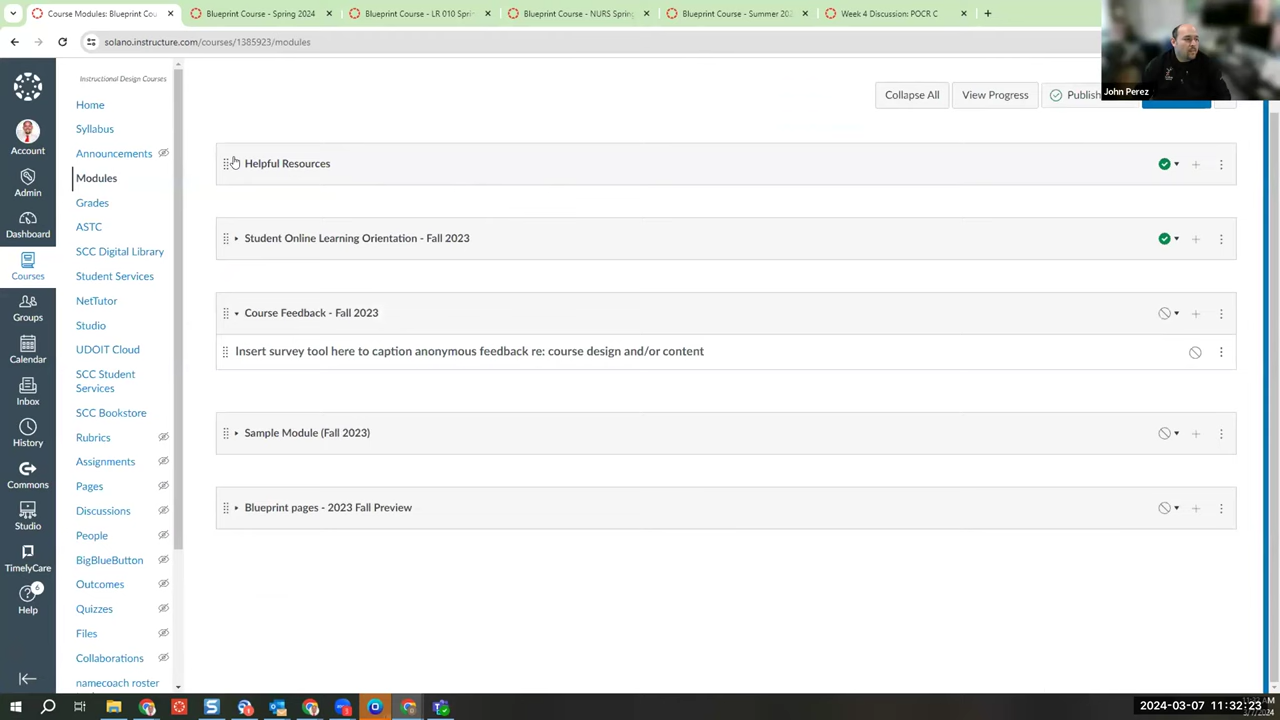 Course Modules: Blueprint Cou
Blueprint Course - Spring 2024
Blueprint Course - LR 010 Sprin
Blueprint Course - NURS Spring
Blueprint Course - Summer 202
Week 4 Discussion: POCR C
solano.instructure.com/courses/1385923/modules
John Perez
Account
Admin
Dashboard
Courses
Groups
Calendar
Inbox
History
Commons
Studio
TimelyCare
6
Help
Instructional Design Courses
Home
Syllabus
Announcements
Modules
Grades
ASTC
SCC Digital Library
Student Services
NetTutor
Studio
UDOIT Cloud
SCC Student
Services
SCC Bookstore
Rubrics
Assignments
Pages
Discussions
People
BigBlueButton
Outcomes
Quizzes
Files
Collaborations
namecoach roster
Collapse All
View Progress
Publish
Helpful Resources
Student Online Learning Orientation - Fall 2023
Course Feedback - Fall 2023
Insert survey tool here to caption anonymous feedback re: course design and/or content
Sample Module (Fall 2023)
Blueprint pages - 2023 Fall Preview
2024-03-07 11:32:23